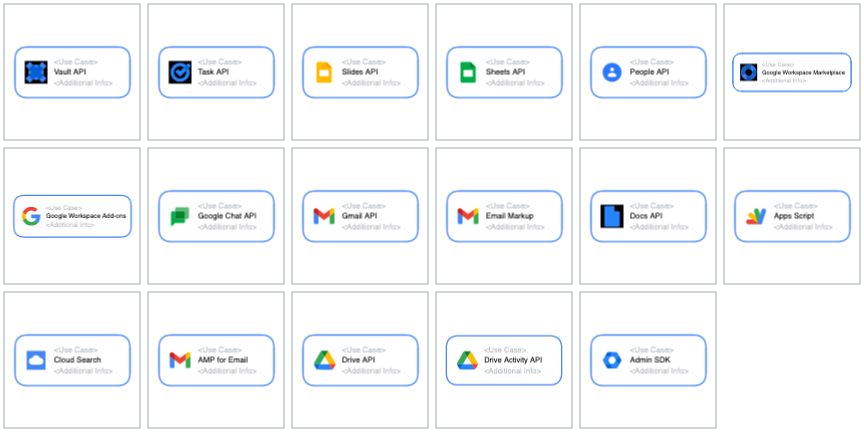 <Use Case>
Vault API
<Additional Info>
<Use Case>
Task API
<Additional Info>
<Use Case>
Slides API
<Additional Info>
<Use Case>
Sheets API
<Additional Info>
<Use Case>
People API
<Additional Info>
<Use Case>
Google Workspace Marketplace
<Additional Info>
<Use Case>
Google Workspace Add-ons
<Additional Info>
<Use Case>
Google Chat API
<Additional Info>
<Use Case>
Gmail API
<Additional Info>
<Use Case>
Email Markup
<Additional Info>
<Use Case>
Docs API
<Additional Info>
<Use Case>
Apps Script
<Additional Info>
<Use Case>
Cloud Search
<Additional Info>
<Use Case>
AMP for Email
<Additional Info>
<Use Case>
Drive API
<Additional Info>
<Use Case>
Drive Activity API
<Additional Info>
<Use Case>
Admin SDK
<Additional Info>